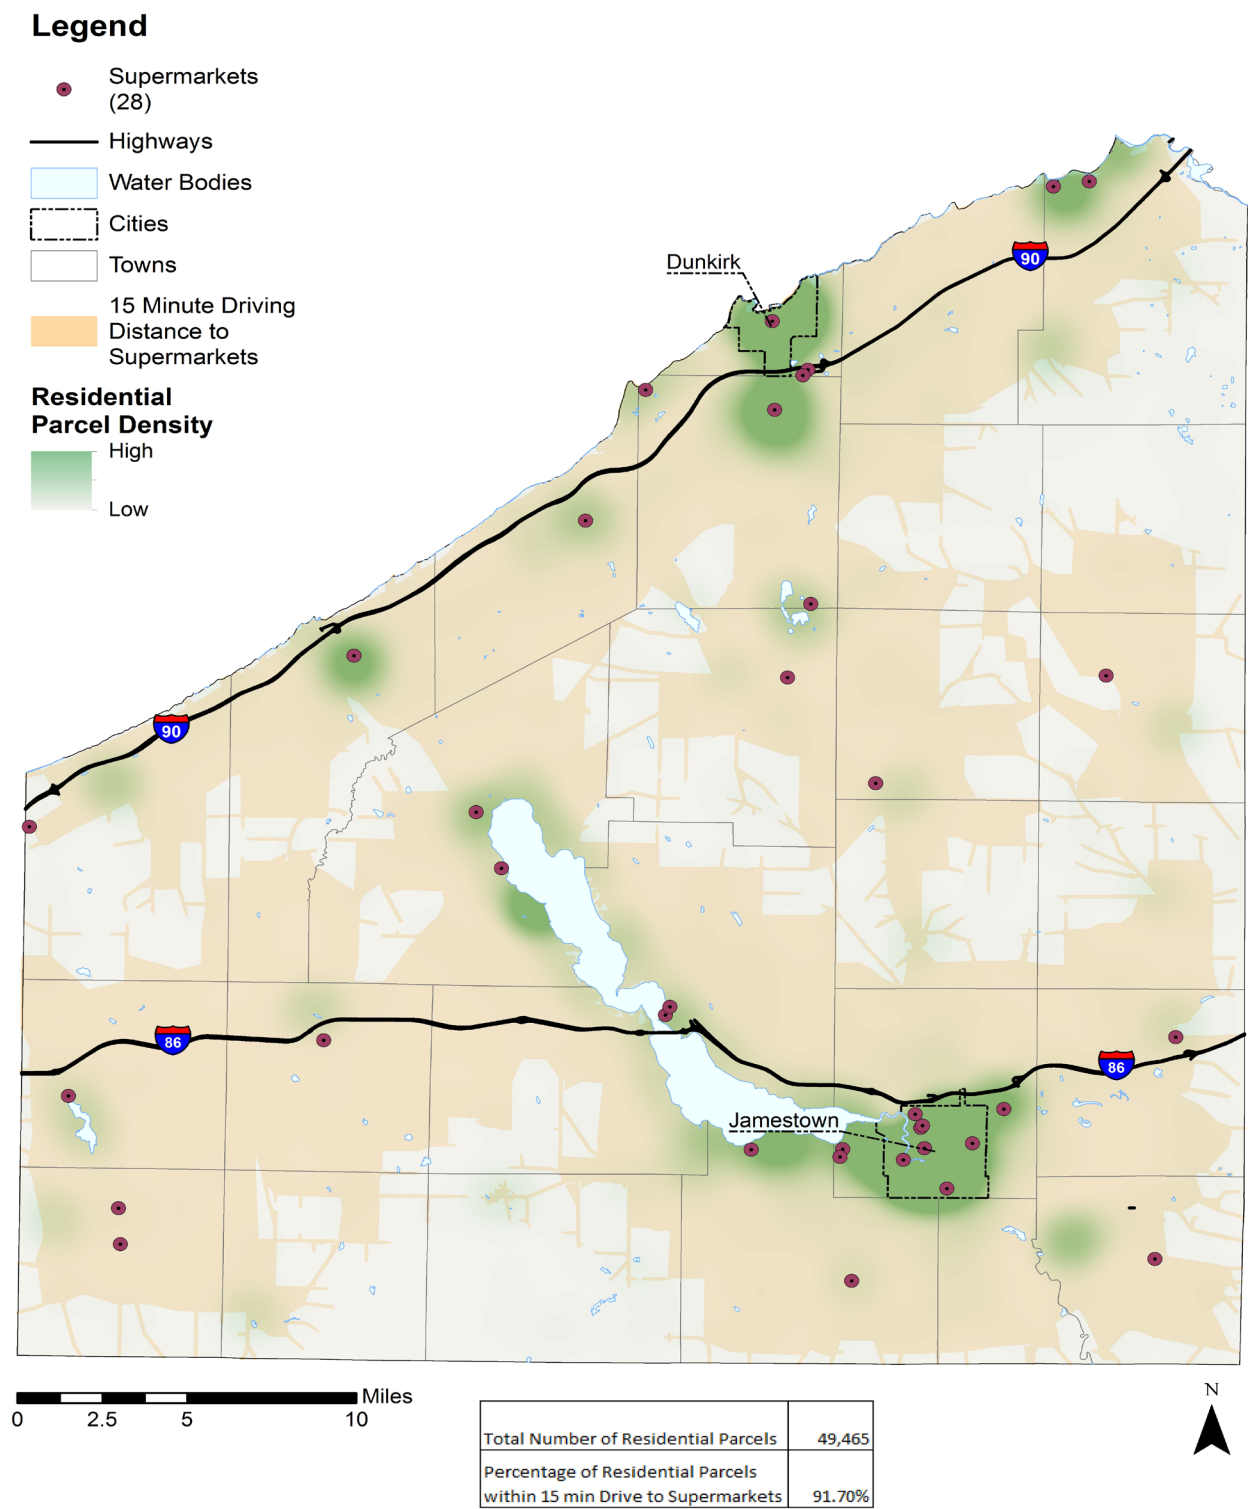 Legend
Supermarkets
(28)
Highways
Water Bodies
Cities
Towns
15 Minute Driving
Distance to
Supermarkets
Residential
Parcel Density
High
Low
Dunkirk
90
90
86
86
Jamestown
Miles
0 2.5 5 10
Total Number of Residential Parcels 49,465
Percentage of Residential Parcels
within 15 min Drive to Supermarkets 91.70%
N